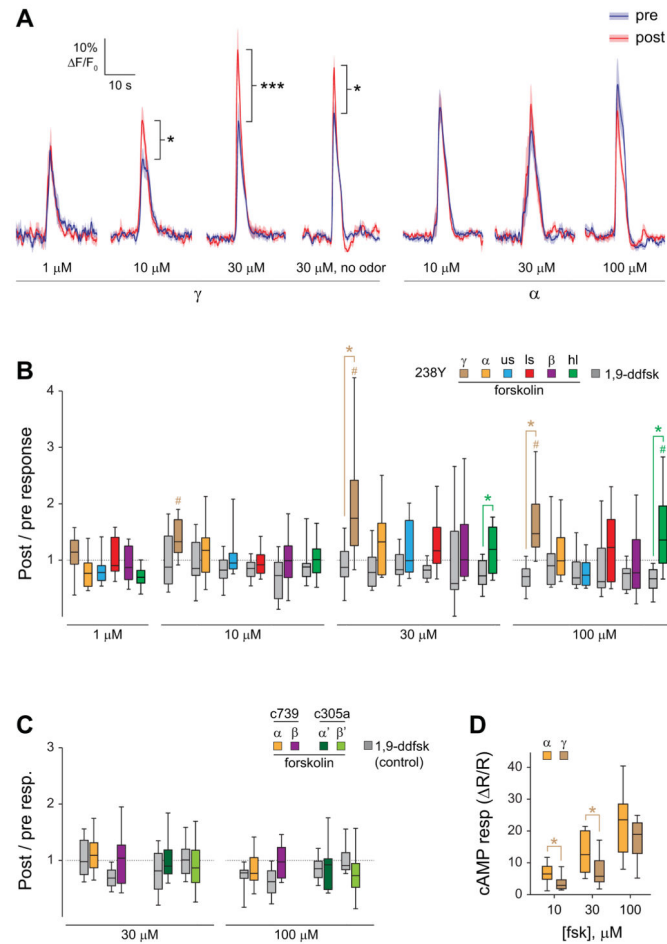 A
pre
post
10%
ΔF/F0
10 s
*
***
*
1 μM
10 μM
30 μM
30 μM, no odor
10 μM
30 μM
100 μM
γ
α
B
238Y
γ α us ls β hl
1,9-ddfsk
forskolin
Post / pre response
4
3
2
1
*
#
#
*
*
#
*
#
1 μM
10 μM
30 μM
100 μM
C
c739 c305a
α β α' β'
1,9-ddfsk
(control)
forskolin
Post / pre resp.
3
2
1
30 μM
100 μM
D
α γ
cAMP resp (ΔR/R)
40
30
20
10
0
*
*
10 30 100
[fsk], μM